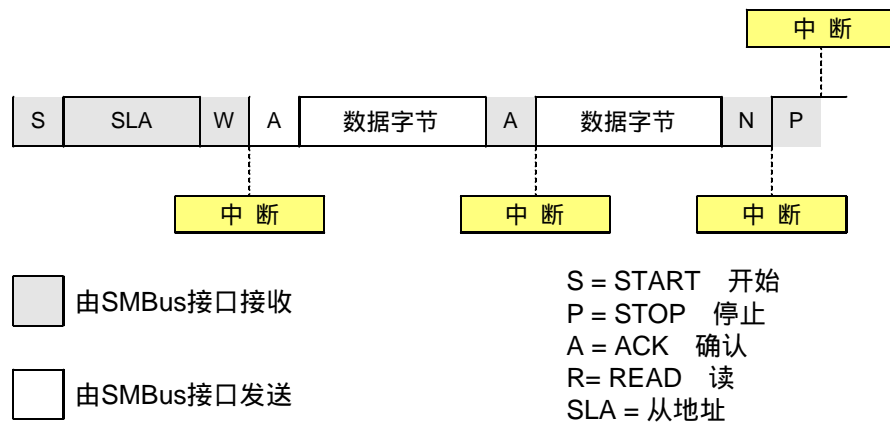 中 断
S SLA W A 数据字节 A 数据字节 N P
中 断 中 断 中 断
由SMBus接口接收
由SMBus接口发送
S = START 开始
P = STOP 停止
A = ACK 确认
R= READ 读
SLA = 从地址